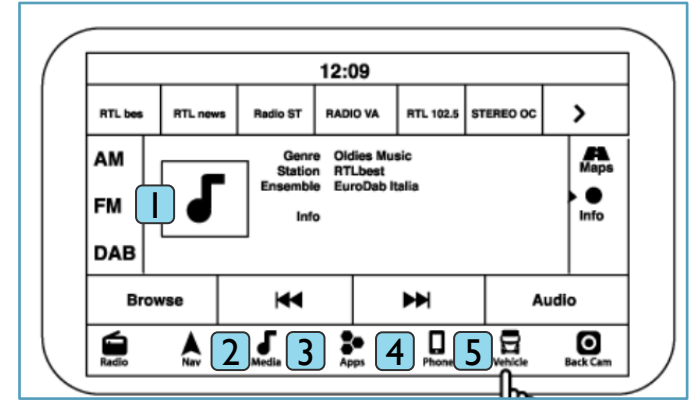 12:09
RTL bes RTL news Radio ST RADIO VA RTL 102.5 STEREO OC
AM
FM
DAB
1
Genre Oldies Music
Station RTLbest
Ensemble EuroDab Italia
Info
Maps
Info
Browse Audio
Radio Nav 2 Media 3 Apps 4 Phone 5 Vehicle Back Cam